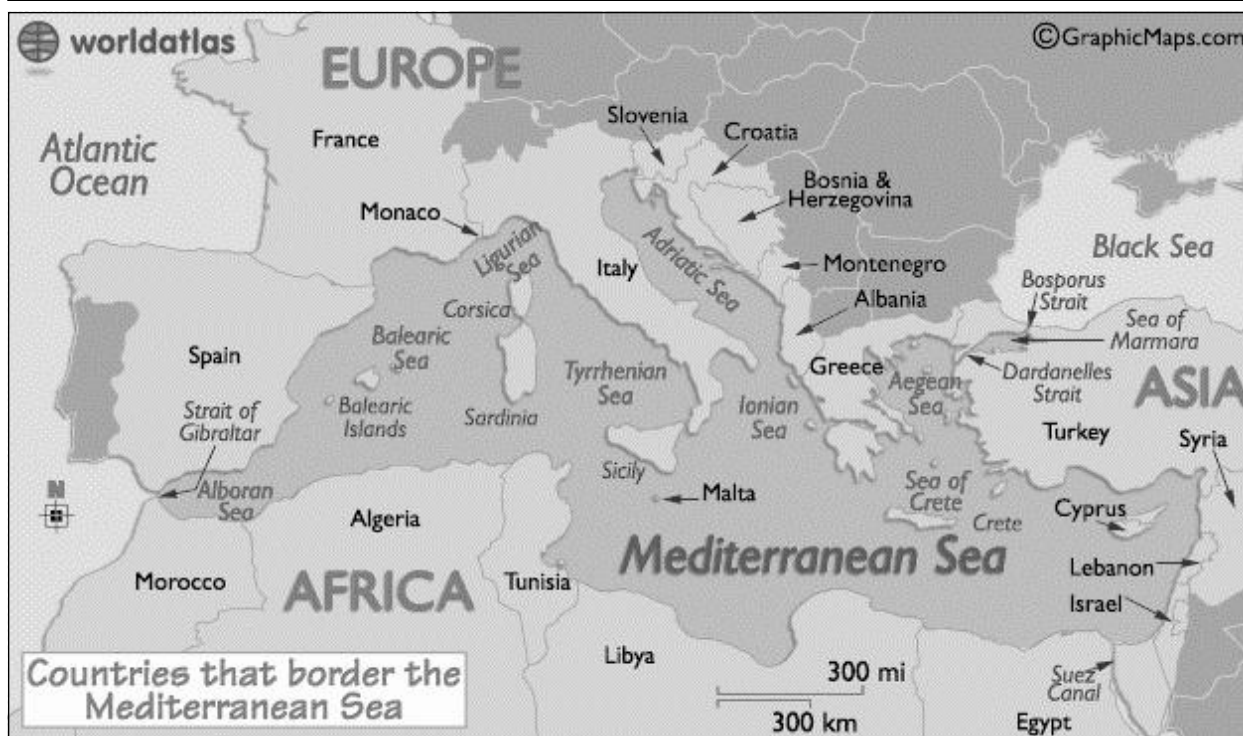 worldatlas
©GraphicMaps.com
EUROPE
Atlantic
Ocean
France
Slovenia
Croatia
Bosnia &
Herzegovina
Monaco
Ligurian
Sea
Italy
Adriatic Sea
Montenegro
Albania
Black Sea
Bosporus
Strait
Sea of
Marmara
Corsica
Balearic
Sea
Spain
Tyrrhenian
Sea
Greece
Aegean
Sea
Dardanelles
Strait
ASIA
Strait of
Gibraltar
Balearic
Islands
Sardinia
Ionian
Sea
Turkey
Syria
N
Alboran
Sea
Sicily
Malta
Sea of
Crete
Crete
Cyprus
Algeria
Mediterranean Sea
Lebanon
Morocco
AFRICA
Tunisia
Israel
Libya
300 mi
300 km
Suez
Canal
Egypt
Countries that border the
Mediterranean Sea